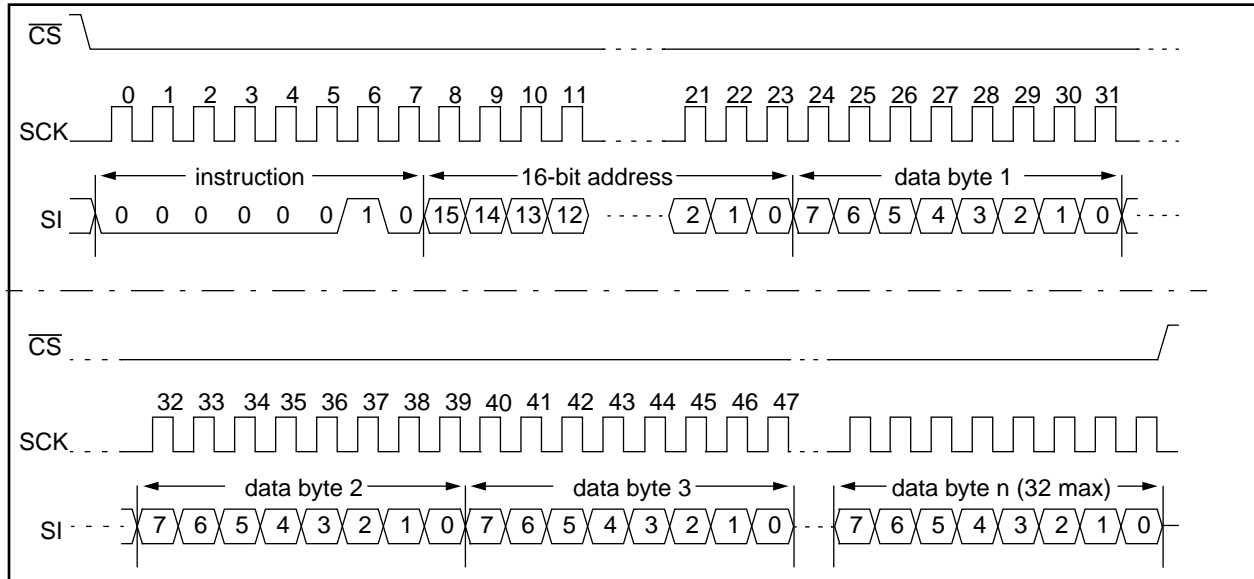 CS
0 1 2 3 4 5 6 7 8 9 10 11 21 22 23 24 25 26 27 28 29 30 31
SCK
instruction 16-bit address data byte 1
SI 0 0 0 0 0 0 1 0 15 14 13 12 2 1 0 7 6 5 4 3 2 1 0
CS
32 33 34 35 36 37 38 39 40 41 42 43 44 45 46 47
SCK
data byte 2 data byte 3 data byte n (32 max)
SI 7 6 5 4 3 2 1 0 7 6 5 4 3 2 1 0 7 6 5 4 3 2 1 0